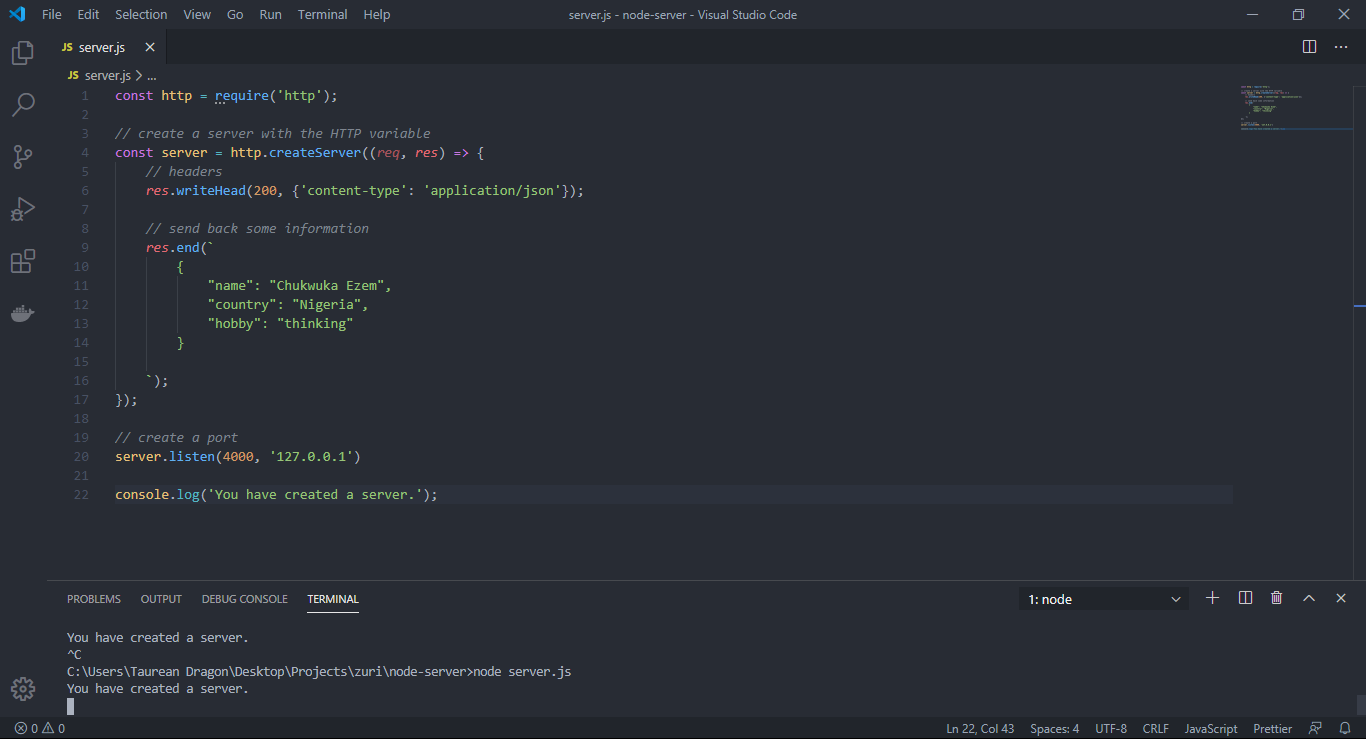 File Edit Selection View Go Run Terminal Help server.js - node-server - Visual Studio Code
JS server.js
JS server.js > ...
1 const http = require('http');
2
3 // create a server with the HTTP variable
4 const server = http.createServer((req, res) => {
5     // headers
6     res.writeHead(200, {'content-type': 'application/json'});
7
8     // send back some information
9     res.end(`
10         {
11             "name": "Chukwuka Ezem",
12             "country": "Nigeria",
13             "hobby": "thinking"
14         }
15
16     `);
17 });
18
19 // create a port
20 server.listen(4000, '127.0.0.1')
21
22 console.log('You have created a server.');
PROBLEMS OUTPUT DEBUG CONSOLE TERMINAL 1: node
You have created a server.
^C
C:\Users\Taurean Dragon\Desktop\Projects\zuri\node-server>node server.js
You have created a server.
0 0 Ln 22, Col 43 Spaces: 4 UTF-8 CRLF JavaScript Prettier